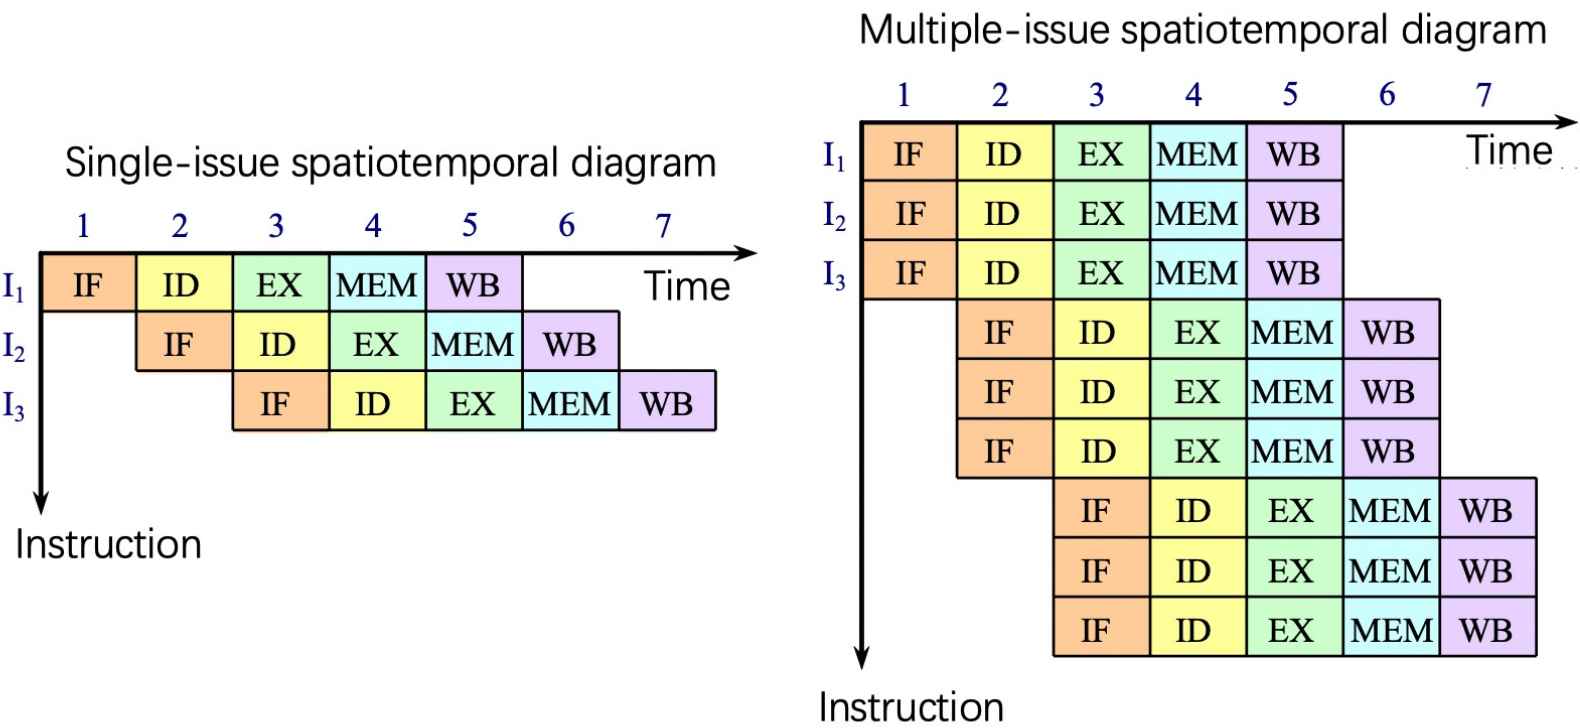 Single-issue spatiotemporal diagram
1 2 3 4 5 6 7
Time
I1 IF ID EX MEM WB
I2 IF ID EX MEM WB
I3 IF ID EX MEM WB
Instruction
Multiple-issue spatiotemporal diagram
1 2 3 4 5 6 7
Time
I1 IF ID EX MEM WB
I2 IF ID EX MEM WB
I3 IF ID EX MEM WB
IF ID EX MEM WB
IF ID EX MEM WB
IF ID EX MEM WB
IF ID EX MEM WB
IF ID EX MEM WB
IF ID EX MEM WB
Instruction